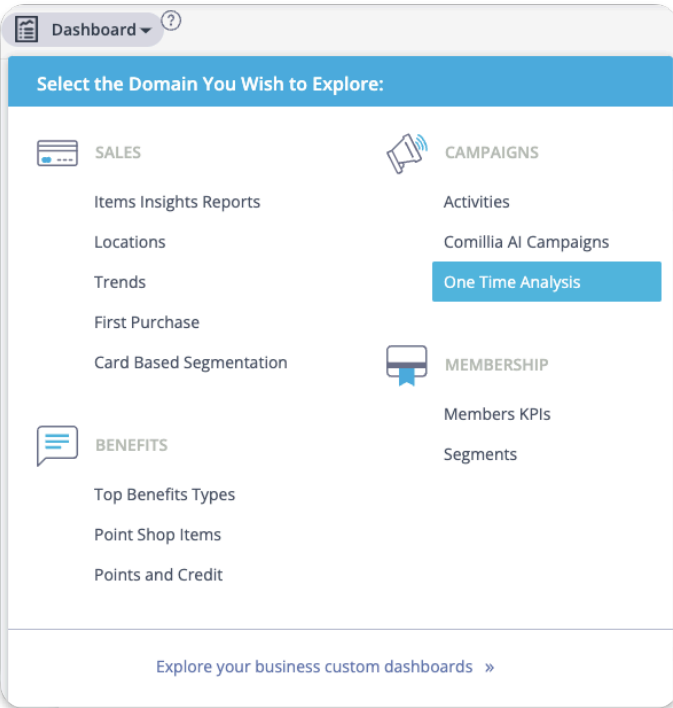 Dashboard
?
Select the Domain You Wish to Explore:
SALES
Items Insights Reports
Locations
Trends
First Purchase
Card Based Segmentation
BENEFITS
Top Benefits Types
Point Shop Items
Points and Credit
CAMPAIGNS
Activities
Comillia AI Campaigns
One Time Analysis
MEMBERSHIP
Members KPIs
Segments
Explore your business custom dashboards »